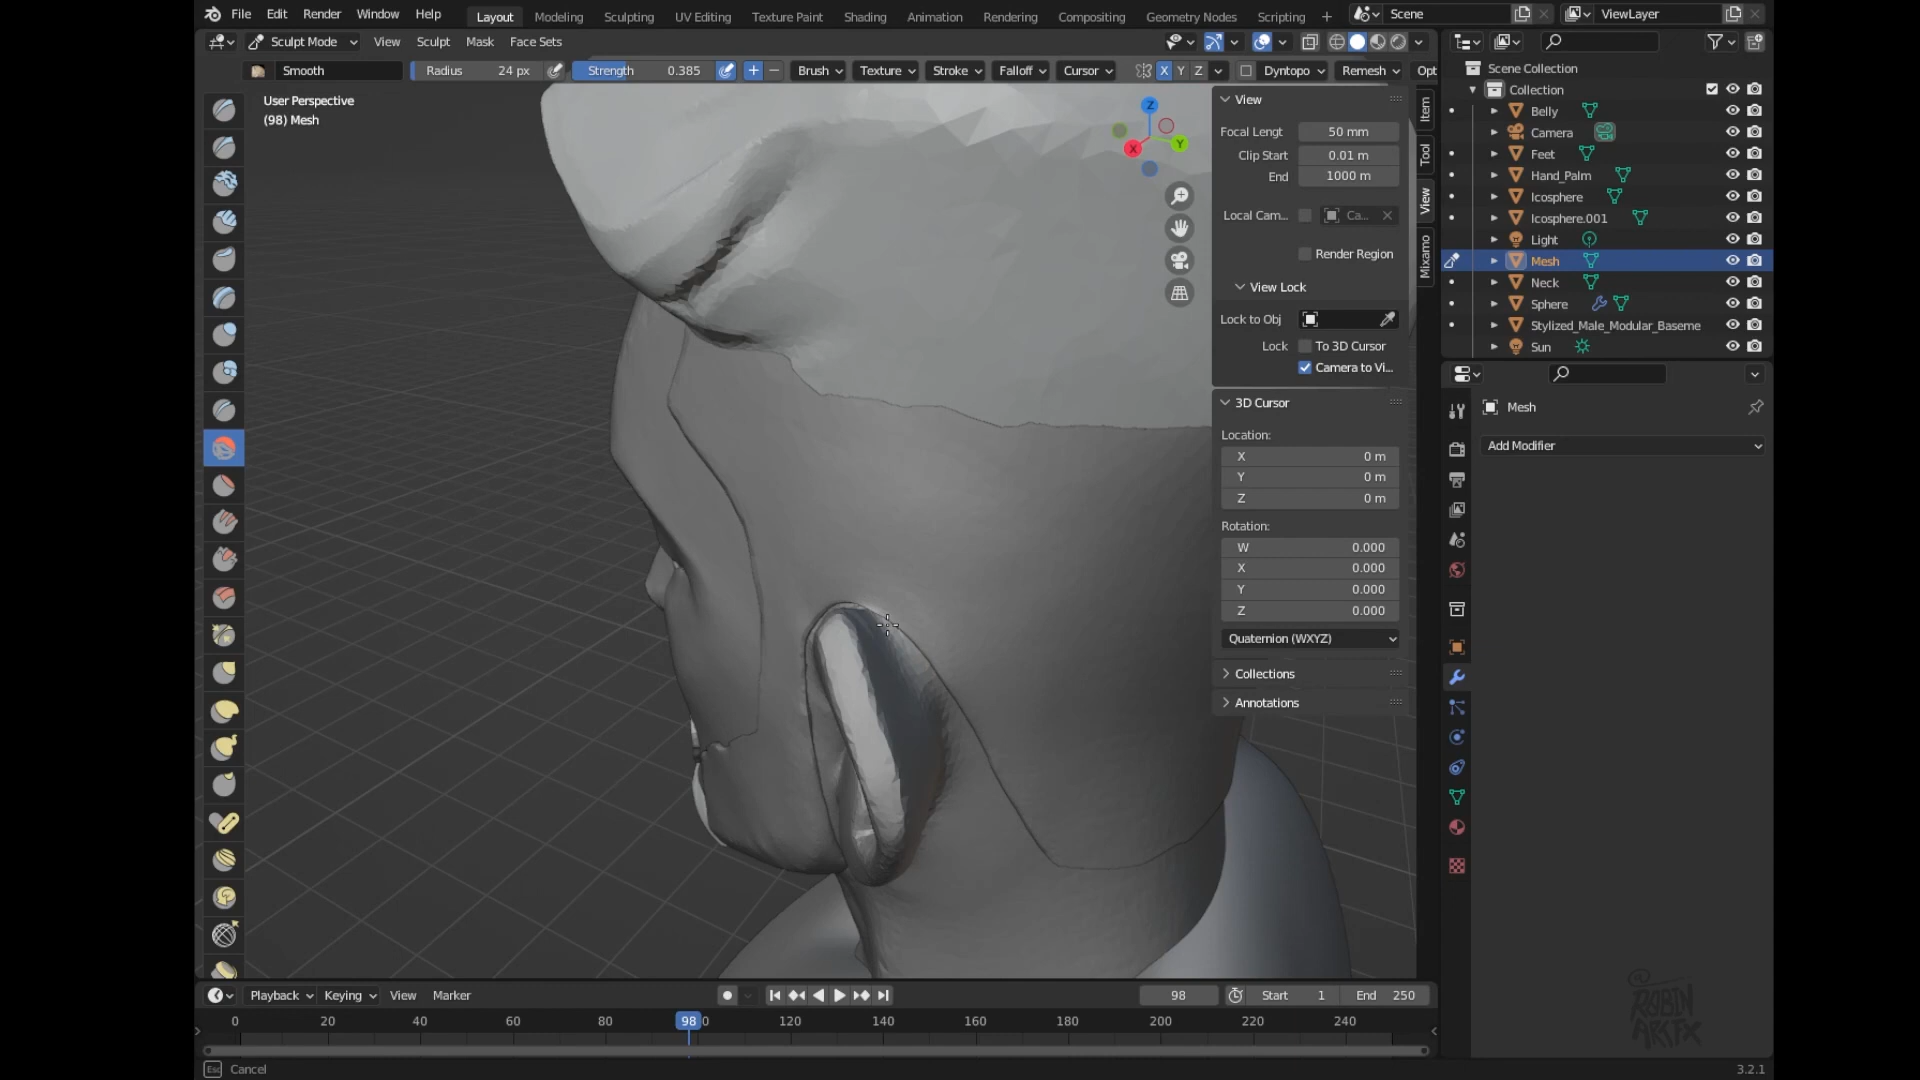 File Edit Render Window Help Layout Modeling Sculpting UV Editing Texture Paint Shading Animation Rendering Compositing Geometry Nodes Scripting + Scene ViewLayer
Sculpt Mode View Sculpt Mask Face Sets
Smooth Radius 24 px Strength 0.385 Brush Texture Stroke Falloff Cursor X Y Z Dyntopo Remesh Opt
User Perspective
(98) Mesh
Z
Y
X
View
Focal Lengt 50 mm
Clip Start 0.01 m
End 1000 m
Local Cam... Ca...
Render Region
View Lock
Lock to Obj
Lock To 3D Cursor
Camera to Vi...
3D Cursor
Location:
X 0 m
Y 0 m
Z 0 m
Rotation:
W 0.000
X 0.000
Y 0.000
Z 0.000
Quaternion (WXYZ)
Collections
Annotations
Item
Tool
View
Mixamo
Scene Collection
Collection
Belly
Camera
Feet
Hand_Palm
Icosphere
Icosphere.001
Light
Mesh
Neck
Sphere
Stylized_Male_Modular_Baseme
Sun
Mesh
Add Modifier
Playback Keying View Marker 98 Start 1 End 250
0 20 40 60 80 98 0 120 140 160 180 200 220 240
Esc Cancel 3.2.1
ROBIN
ARTFX